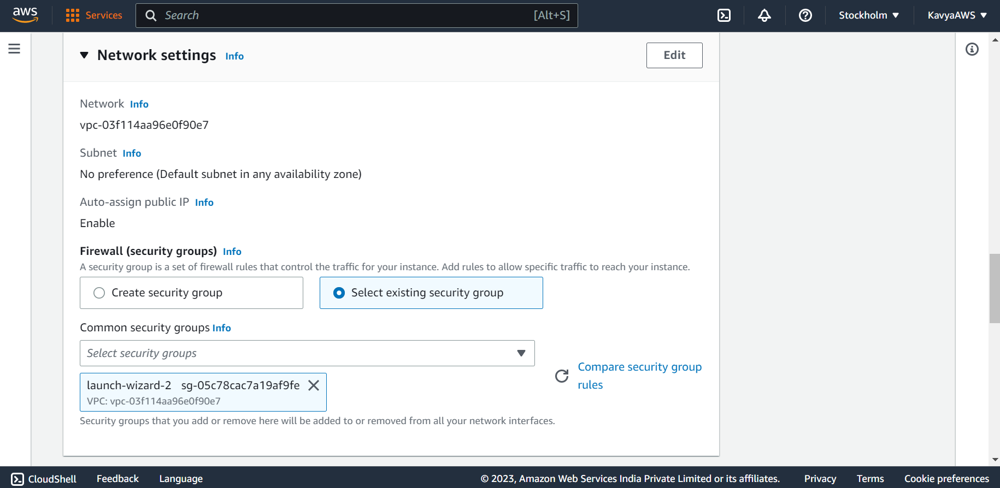 aws Services Search [Alt+S] Stockholm KavyaAWS
Network settings Info Edit
Network Info
vpc-03f114aa96e0f90e7
Subnet Info
No preference (Default subnet in any availability zone)
Auto-assign public IP Info
Enable
Firewall (security groups) Info
A security group is a set of firewall rules that control the traffic for your instance. Add rules to allow specific traffic to reach your instance.
Create security group Select existing security group
Common security groups Info
Select security groups
Compare security group
rules
launch-wizard-2 sg-05c78cac7a19af9fe
VPC: vpc-03f114aa96e0f90e7
Security groups that you add or remove here will be added to or removed from all your network interfaces.
CloudShell Feedback Language © 2023, Amazon Web Services India Private Limited or its affiliates. Privacy Terms Cookie preferences